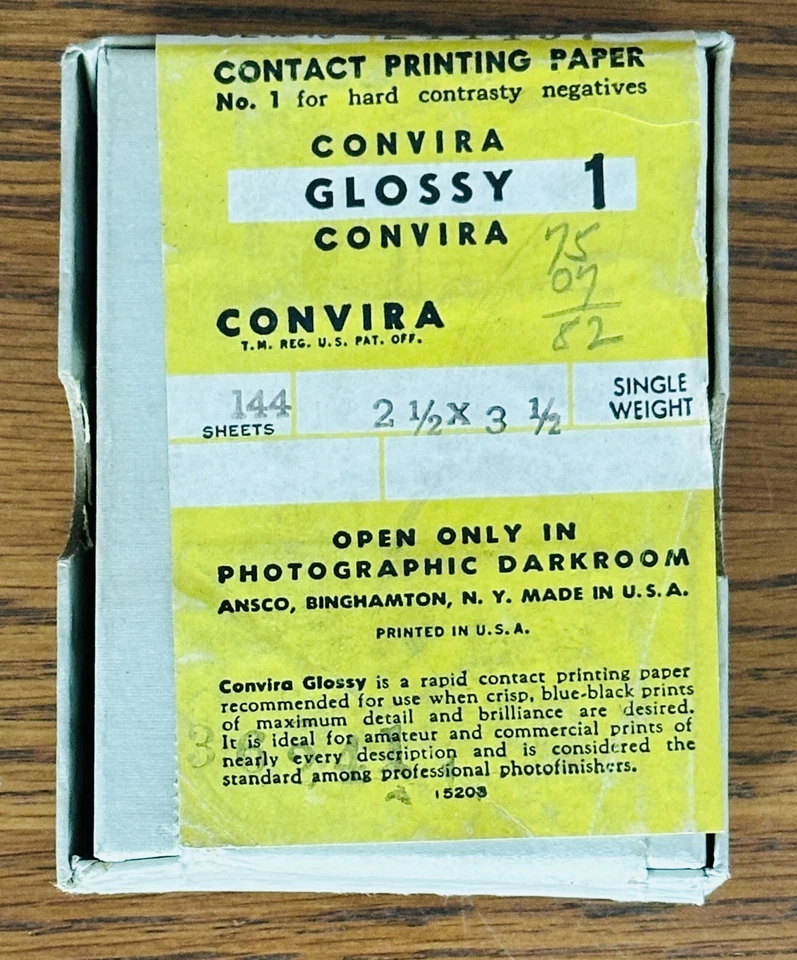 CONTACT PRINTING PAPER
No. 1 for hard contrasty negatives
CONVIRA
GLOSSY 1
CONVIRA
75
07
82
CONVIRA
T.M. REG. U.S. PAT. OFF.
144
SHEETS
2 ½ x 3 ½
SINGLE
WEIGHT
OPEN ONLY IN
PHOTOGRAPHIC DARKROOM
ANSCO, BINGHAMTON, N. Y. MADE IN U. S. A.
PRINTED IN U. S. A.
Convira Glossy is a rapid contact printing paper
recommended for use when crisp, blue-black prints
of maximum detail and brilliance are desired.
It is ideal for amateur and commercial prints of
nearly every description and is considered the
standard among professional photofinishers.
15203